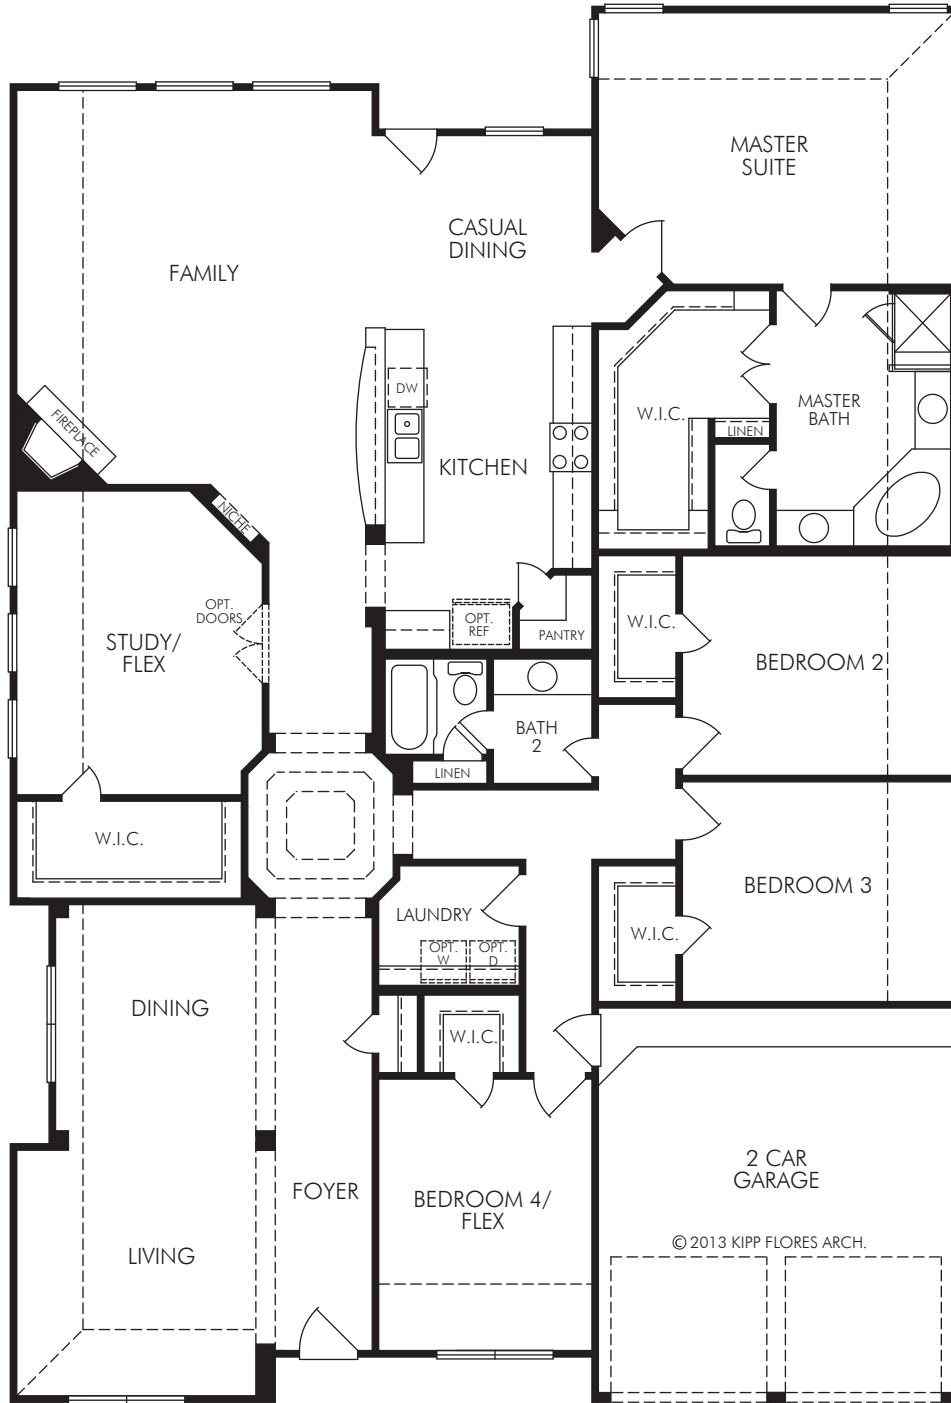 MASTER
SUITE
CASUAL
DINING
FAMILY
DW
FIREPLACE
W.I.C.
MASTER
BATH
LINEN
KITCHEN
NICHE
OPT.
DOORS
STUDY/
FLEX
OPT.
REF
PANTRY
W.I.C.
BEDROOM 2
BATH
2
LINEN
W.I.C.
BEDROOM 3
W.I.C.
LAUNDRY
OPT.
W
OPT.
D
DINING
W.I.C.
FOYER
BEDROOM 4/
FLEX
2 CAR
GARAGE
© 2013 KIPP FLORES ARCH.
LIVING